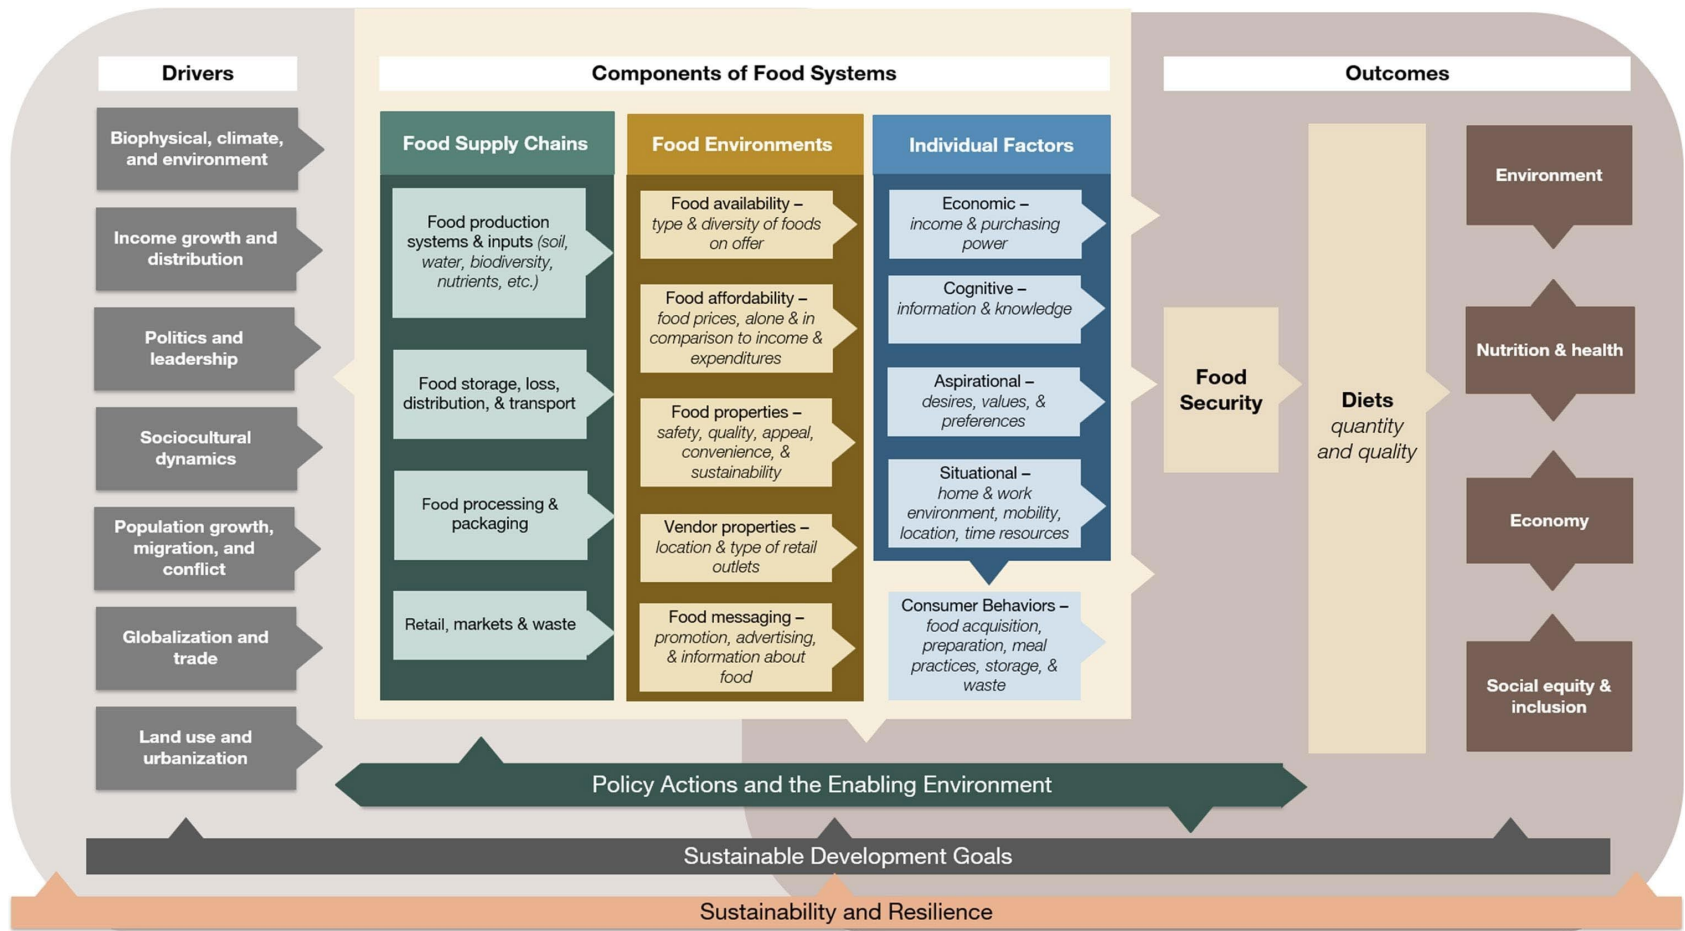 Drivers
Biophysical, climate,
and environment
Income growth and
distribution
Politics and
leadership
Sociocultural
dynamics
Population growth,
migration, and
conflict
Globalization and
trade
Land use and
urbanization
Components of Food Systems
Food Supply Chains
Food production
systems & inputs (soil,
water, biodiversity,
nutrients, etc.)
Food storage, loss,
distribution, & transport
Food processing &
packaging
Retail, markets & waste
Food Environments
Food availability –
type & diversity of foods
on offer
Food affordability –
food prices, alone & in
comparison to income &
expenditures
Food properties –
safety, quality, appeal,
convenience, &
sustainability
Vendor properties –
location & type of retail
outlets
Food messaging –
promotion, advertising,
& information about
food
Individual Factors
Economic –
income & purchasing
power
Cognitive –
information & knowledge
Aspirational –
desires, values, &
preferences
Situational –
home & work
environment, mobility,
location, time resources
Consumer Behaviors –
food acquisition,
preparation, meal
practices, storage, &
waste
Outcomes
Food
Security
Diets
quantity
and quality
Environment
Nutrition & health
Economy
Social equity &
inclusion
Policy Actions and the Enabling Environment
Sustainable Development Goals
Sustainability and Resilience